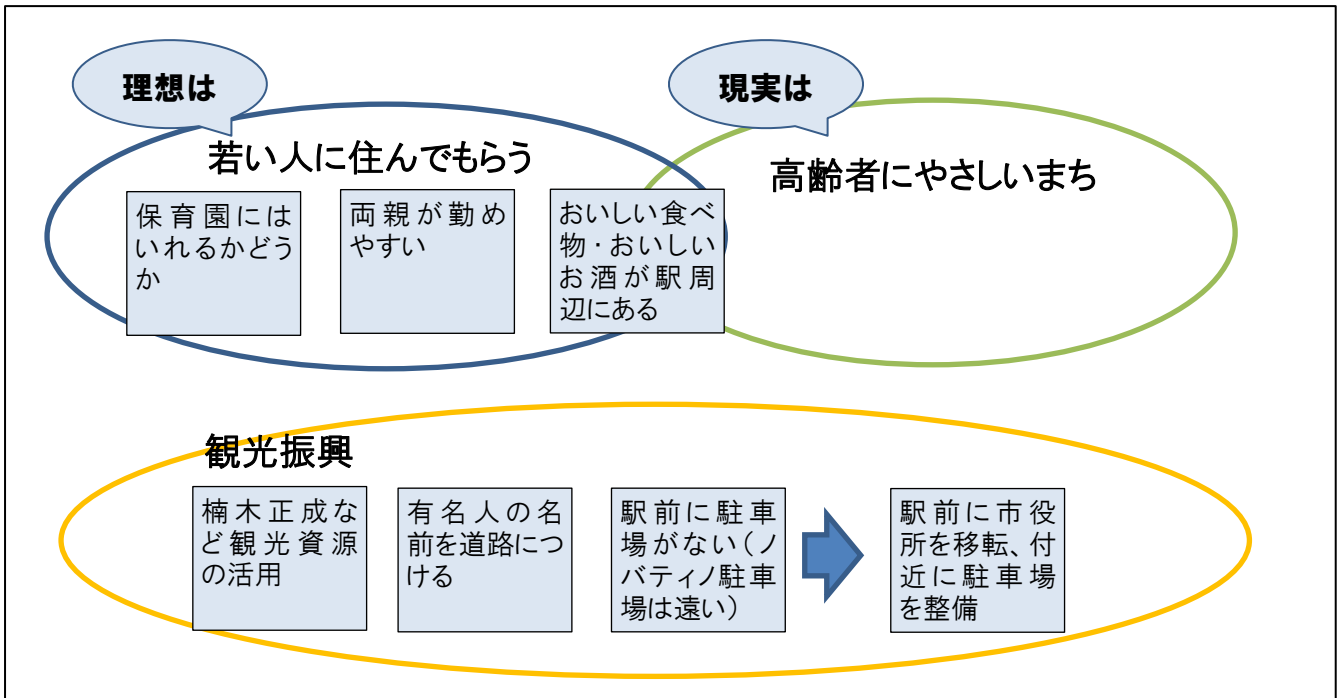 理想は
現実は
若い人に住んでもらう
高齢者にやさしいまち
保育園には
いれるかどう
か
両親が勤め
やすい
おいしい食べ
物・おいしい
お酒が駅周
辺にある
観光振興
楠木正成な
ど観光資源
の活用
有名人の名
前を道路につ
ける
駅前に駐車
場がない（ノ
バティノ駐車
場は遠い）
駅前に市役
所を移転、付
近に駐車場
を整備